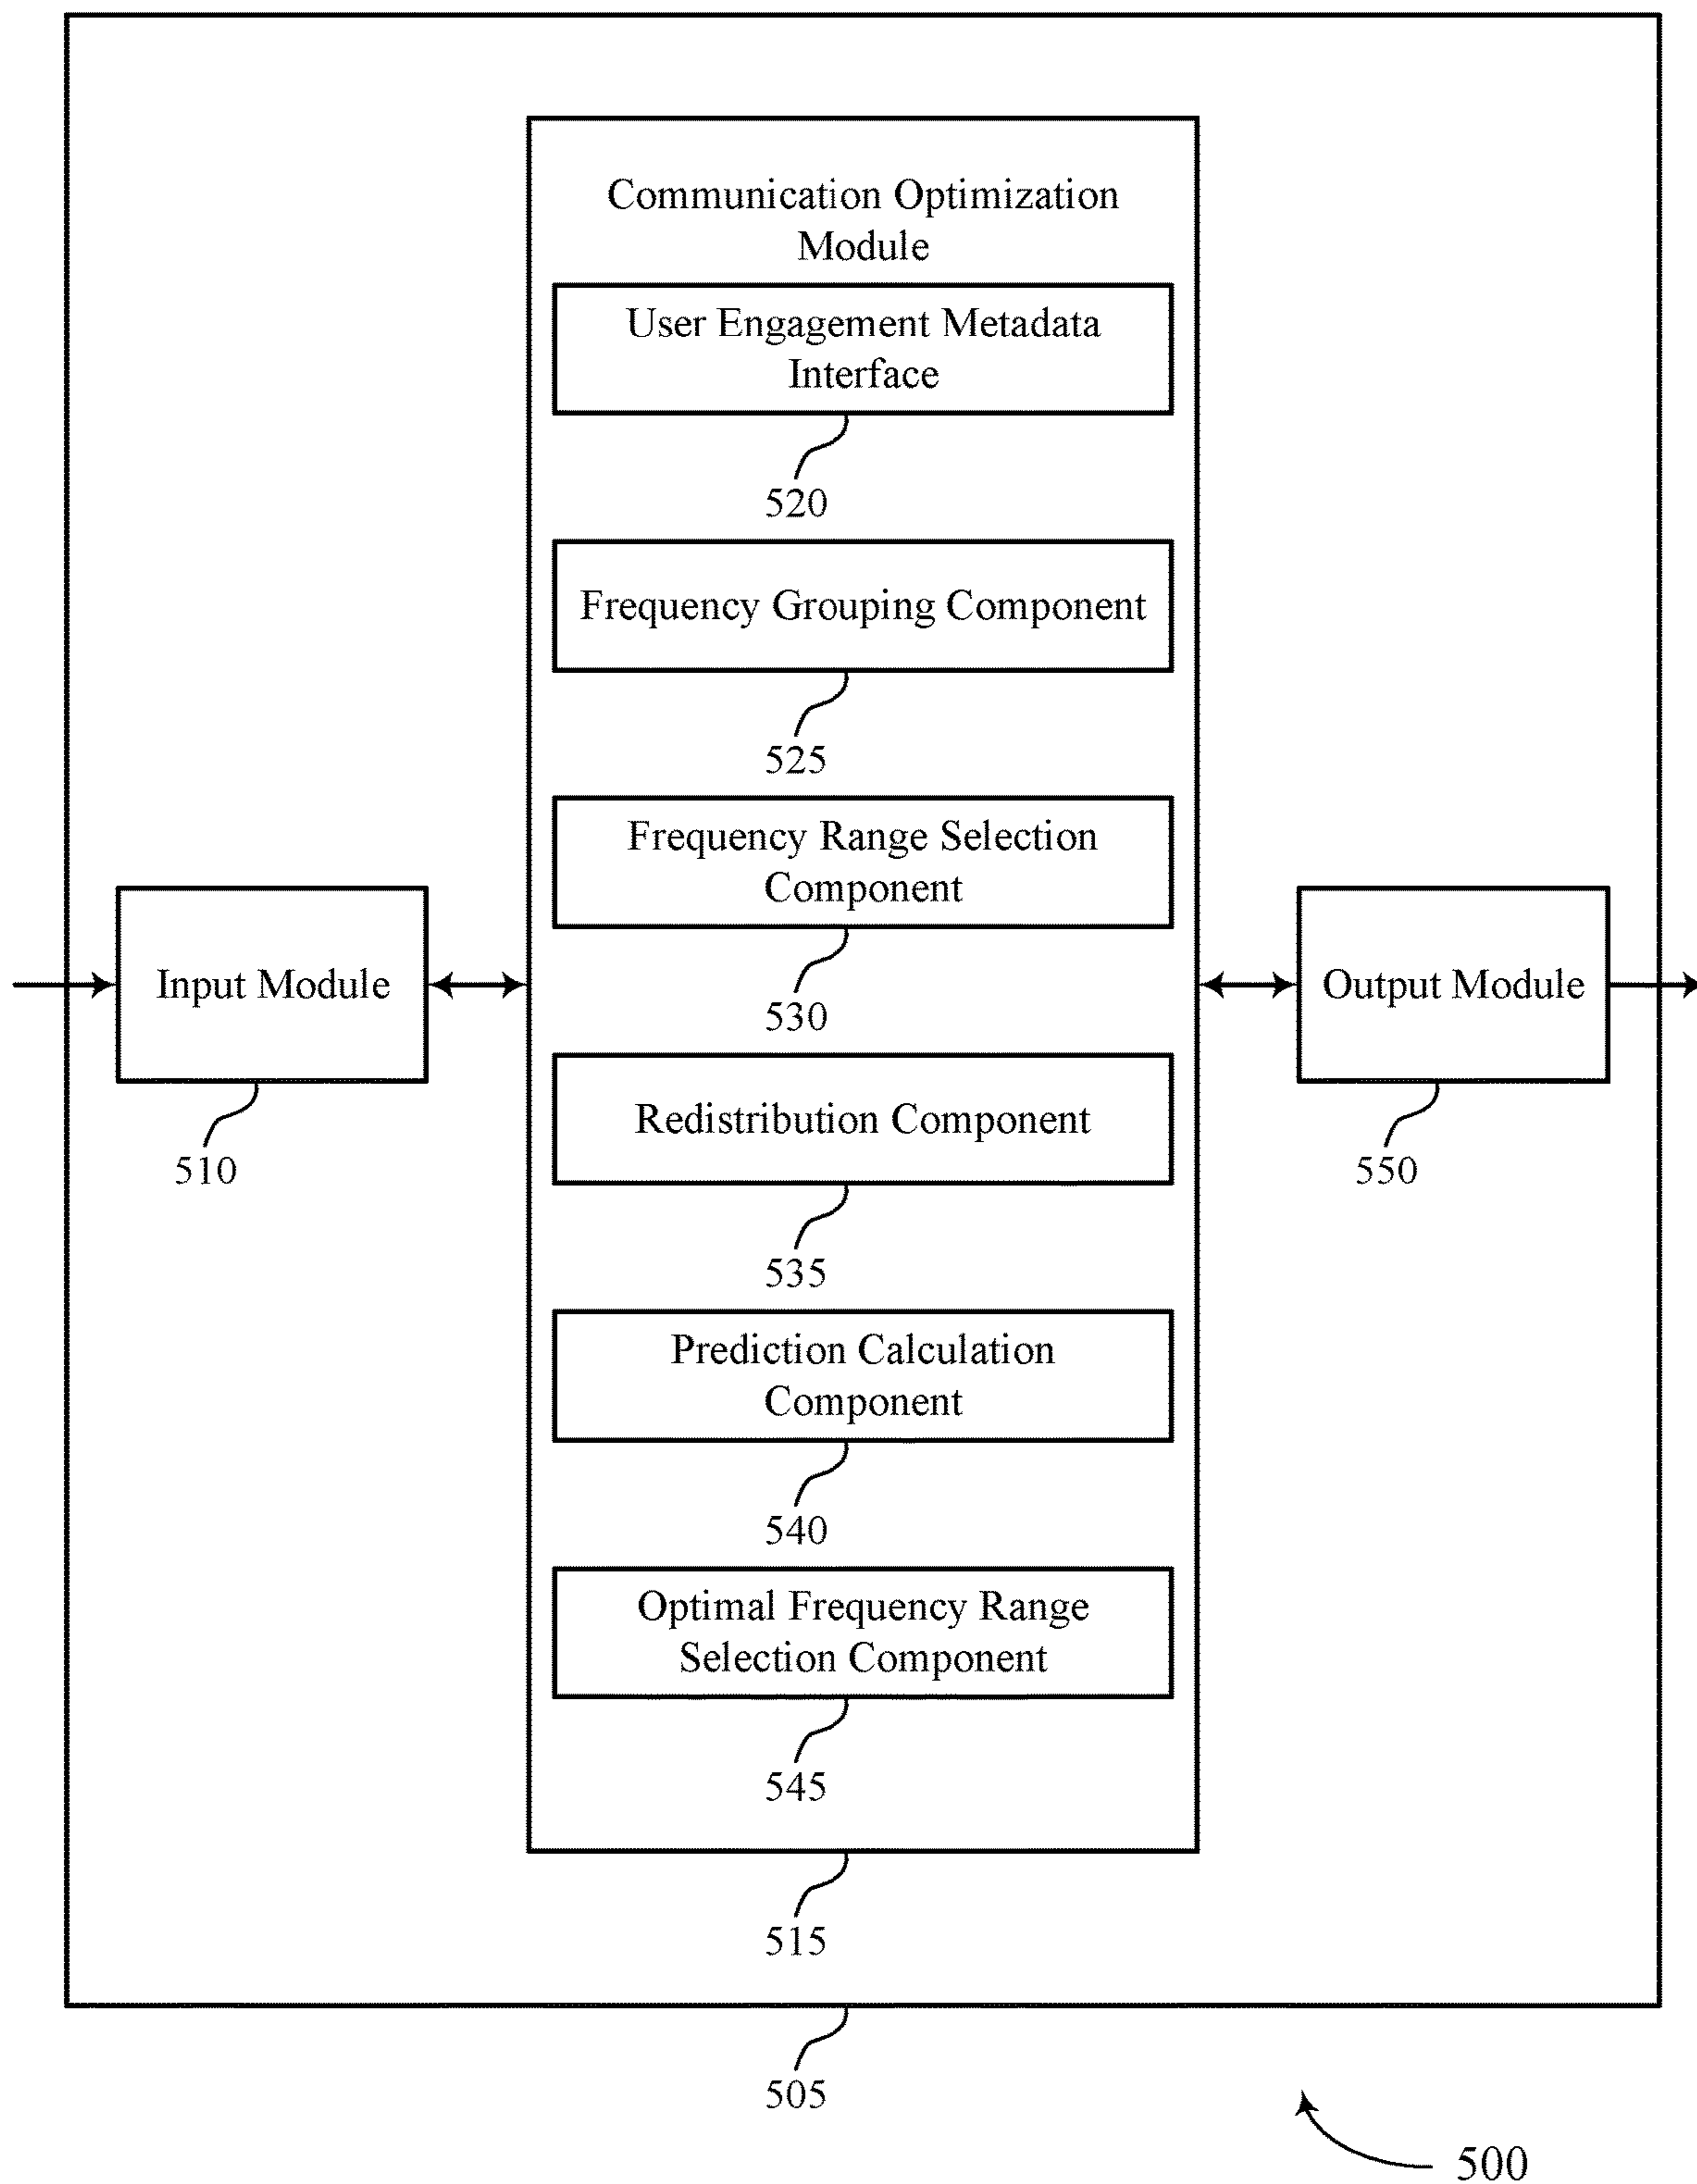 Communication Optimization
Module
User Engagement Metadata
Interface
520
Frequency Grouping Component
525
Frequency Range Selection
Component
530
Input Module
510
Output Module
550
Redistribution Component
535
Prediction Calculation
Component
540
Optimal Frequency Range
Selection Component
545
515
505
500